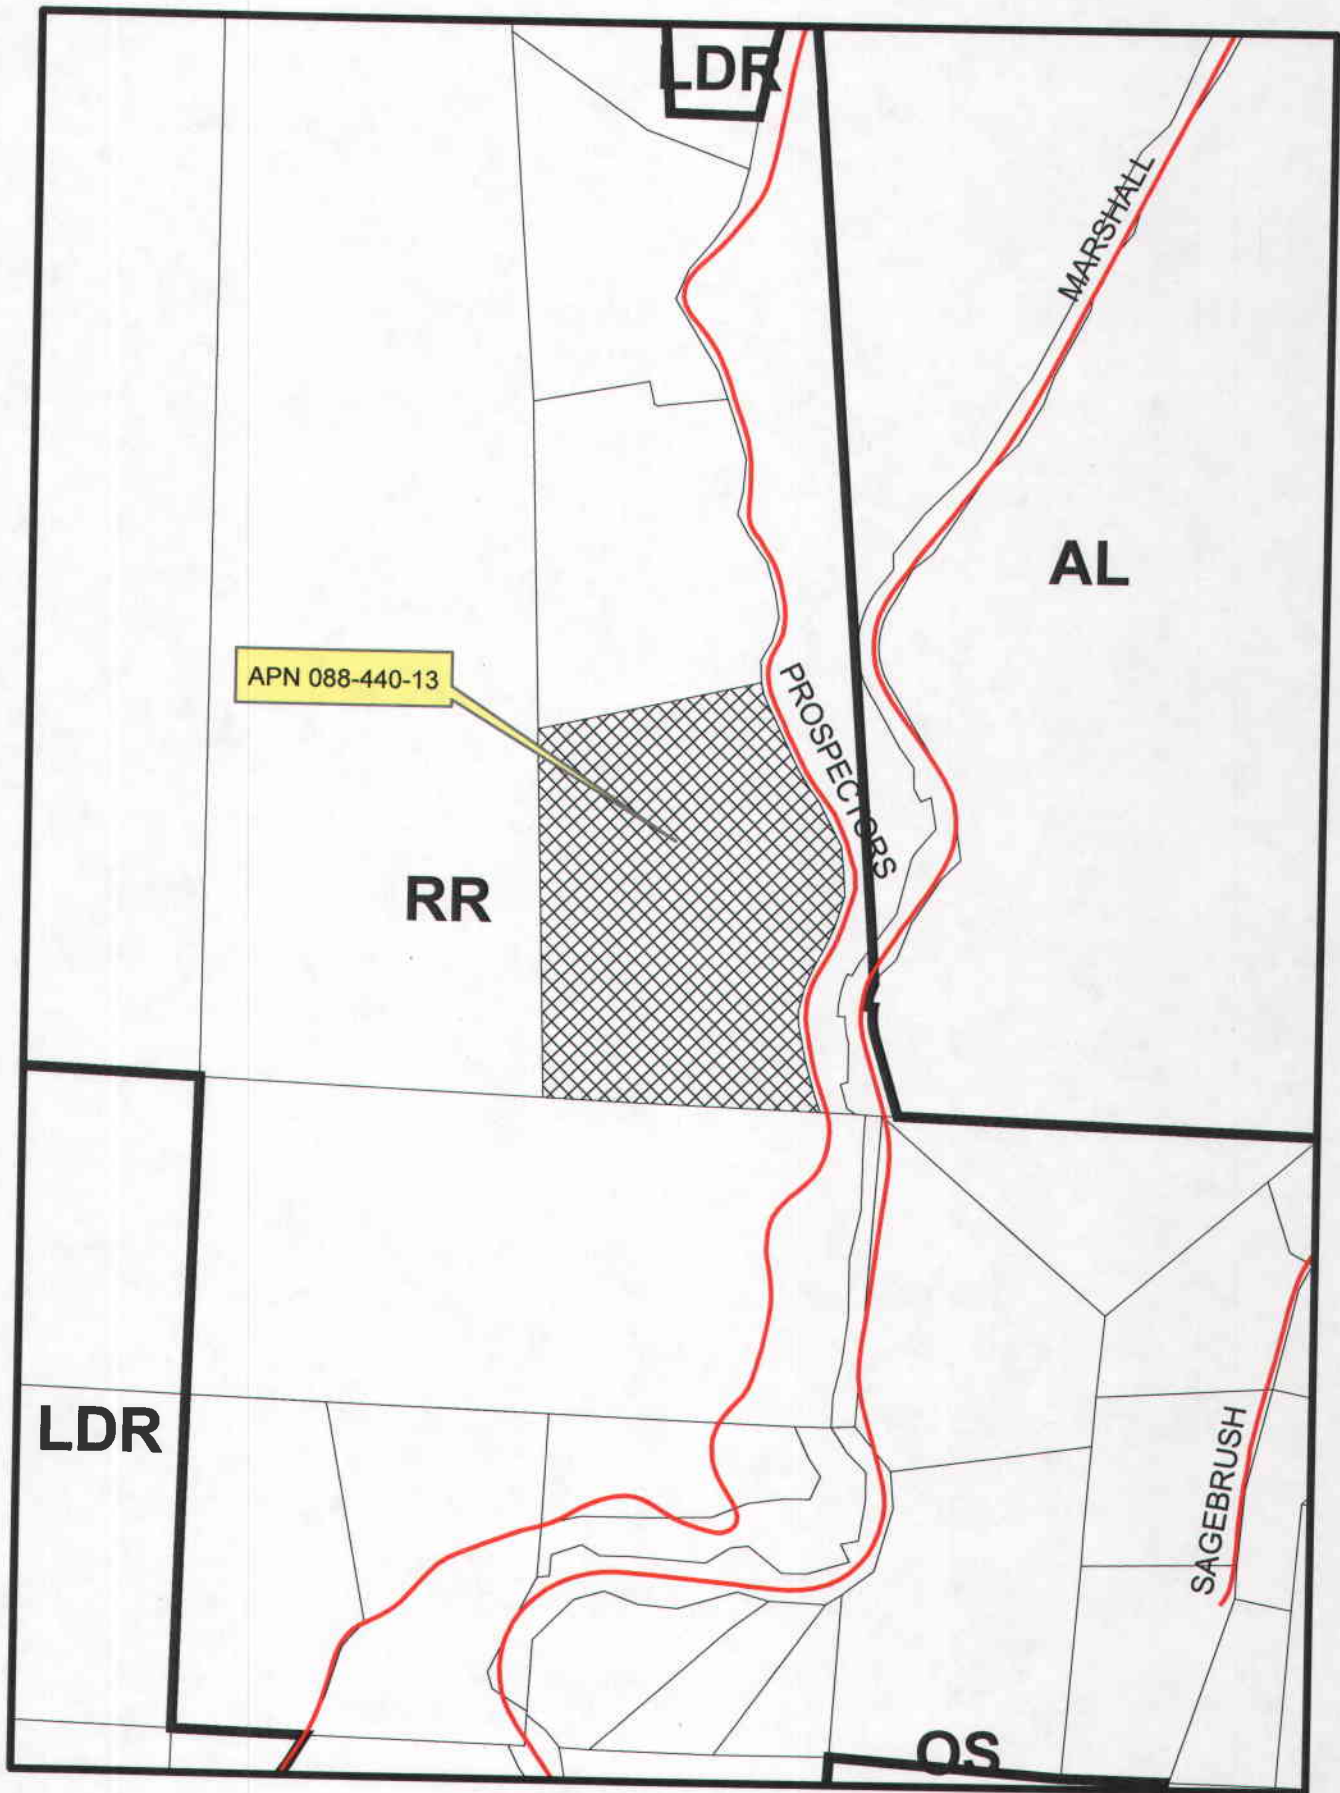 LDR
MARSHALL
AL
APN 088-440-13
PROSPECTORS
RR
LDR
SAGEBRUSH
OS